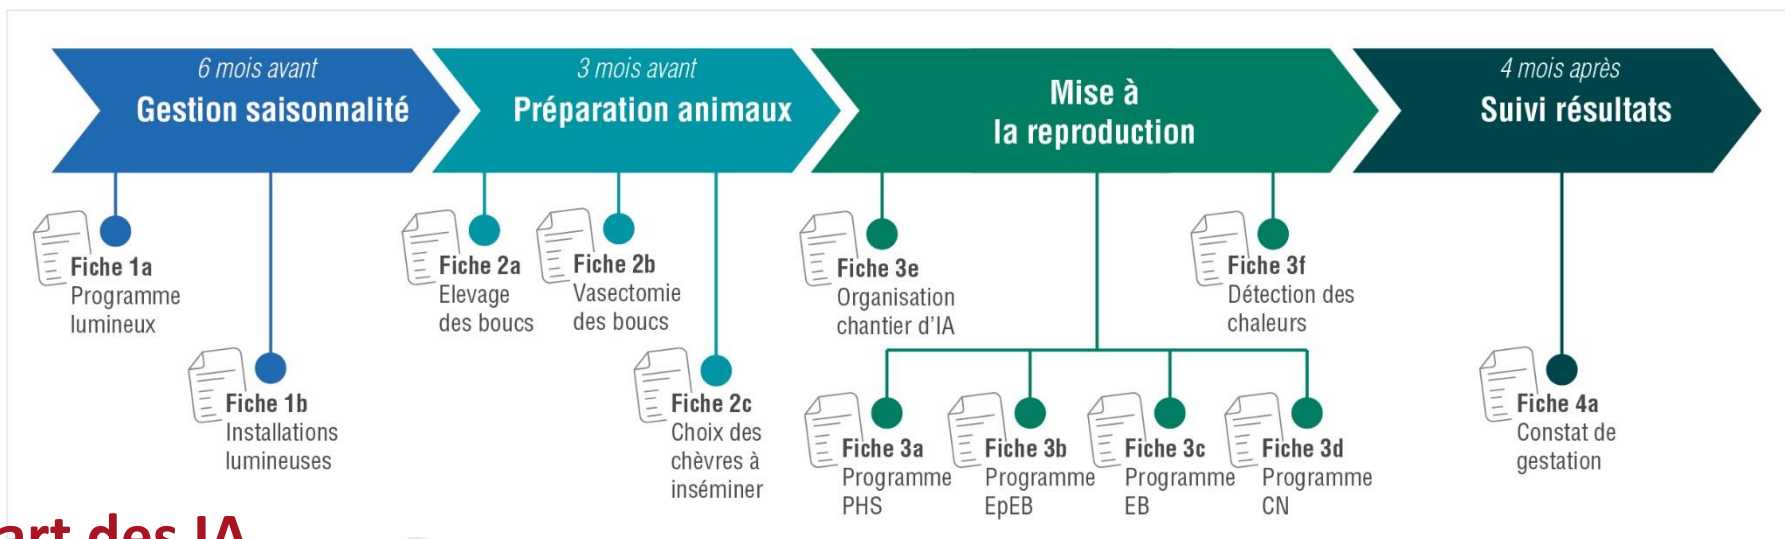 6 mois avant
Gestion saisonnalité
3 mois avant
Préparation animaux
Mise à
la reproduction
4 mois après
Suivi résultats
Fiche 1a
Programme
lumineux
Fiche 1b
Installations
lumineuses
Fiche 2a
Elevage
des boucs
Fiche 2b
Vasectomie
des boucs
Fiche 2c
Choix des
chèvres à
inséminer
Fiche 3e
Organisation
chantier d'IA
Fiche 3f
Détection des
chaleurs
Fiche 3a
Programme
PHS
Fiche 3b
Programme
EpEB
Fiche 3c
Programme
EB
Fiche 3d
Programme
CN
Fiche 4a
Constat de
gestation
des IA